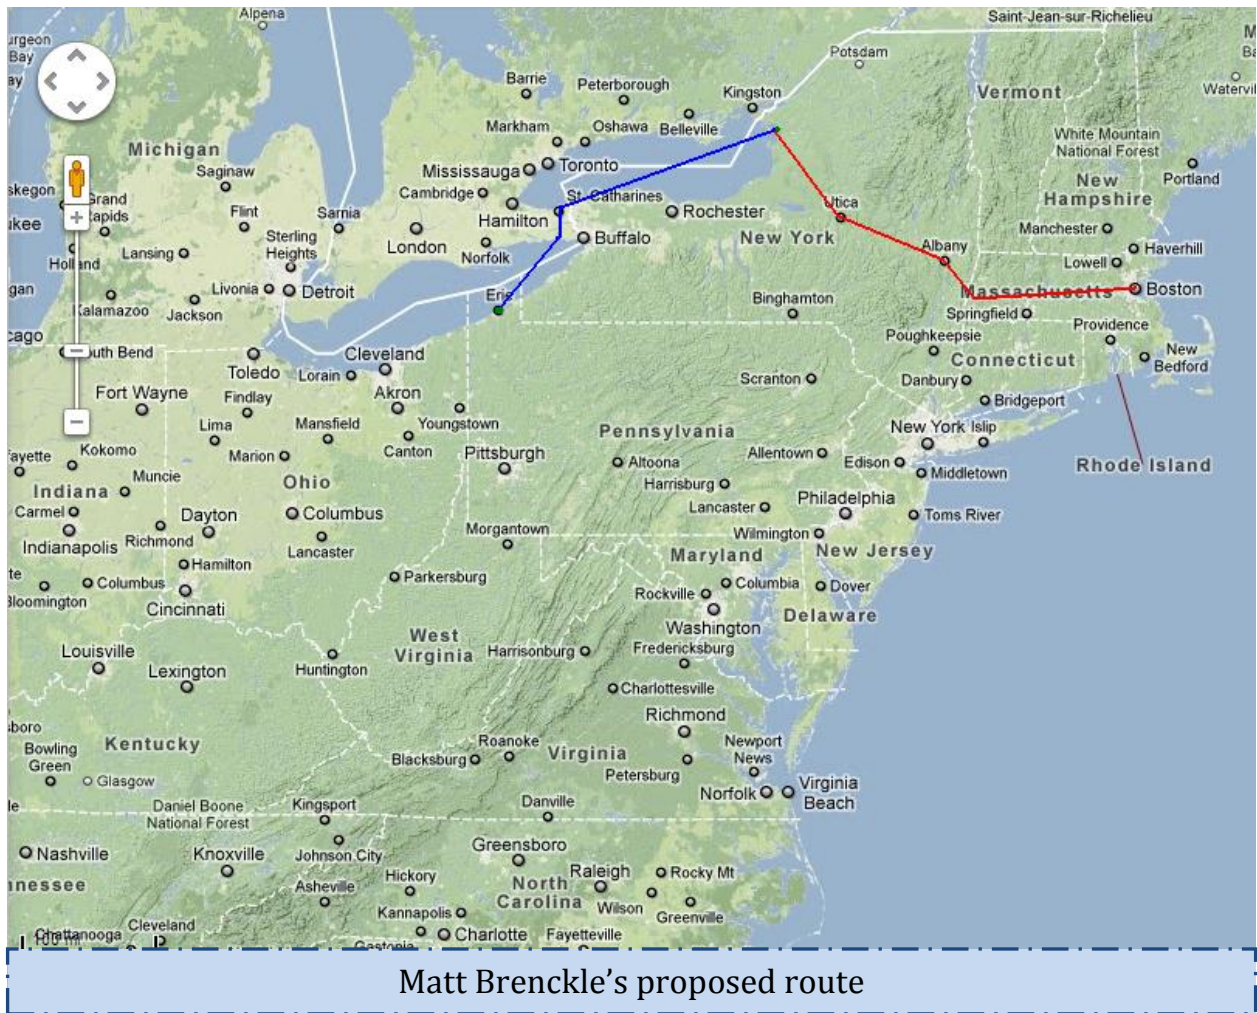 Alpena
Saint-Jean-sur-Richelieu
Potsdam
Barrie
Peterborough
Kingston
Vermont
Markham
Oshawa
Belleville
White Mountain
National Forest
Michigan
Mississauga
Toronto
Saginaw
Cambridge
St. Catharines
New
Hampshire
Portland
Grand
Rapids
Flint
Sarnia
Hamilton
Rochester
Utica
Manchester
Lansing
Sterling
Heights
London
Norfolk
Buffalo
New York
Albany
Haverhill
Lowell
Holland
Livonia
Detroit
Erie
Massachusetts
Boston
Kalamazoo
Jackson
Binghamton
Springfield
Providence
South Bend
Toledo
Lorain
Cleveland
Poughkeepsie
Connecticut
New
Bedford
Fort Wayne
Findlay
Akron
Scranton
Danbury
Bridgeport
Lima
Mansfield
Youngstown
Canton
Pennsylvania
New York
Islip
Kokomo
Marion
Pittsburgh
Altoona
Allentown
Edison
Middletown
Rhode Island
Muncie
Indiana
Ohio
Harrisburg
Carmel
Dayton
Columbus
Lancaster
Philadelphia
Toms River
Indianapolis
Richmond
Lancaster
Morgantown
Wilmington
New Jersey
Maryland
Hamilton
Columbus
Bloomington
Cincinnati
Parkersburg
Rockville
Columbia
Dover
Washington
Delaware
West
Virginia
Louisville
Lexington
Huntington
Harrisonburg
Fredericksburg
Charlottesville
Richmond
Bowling
Green
Kentucky
Glasgow
Blacksburg
Roanoke
Virginia
Petersburg
Newport
News
Norfolk
Virginia
Beach
Daniel Boone
National Forest
Kingsport
Danville
Nashville
Knoxville
Johnson City
Greensboro
Hickory
Asheville
North
Carolina
Raleigh
Rocky Mt
Wilson
Greenville
Kannapolis
Chattanooga
Cleveland
Charlotte
Fayetteville
Gastonia
100 mi
Matt Brenckle’s proposed route